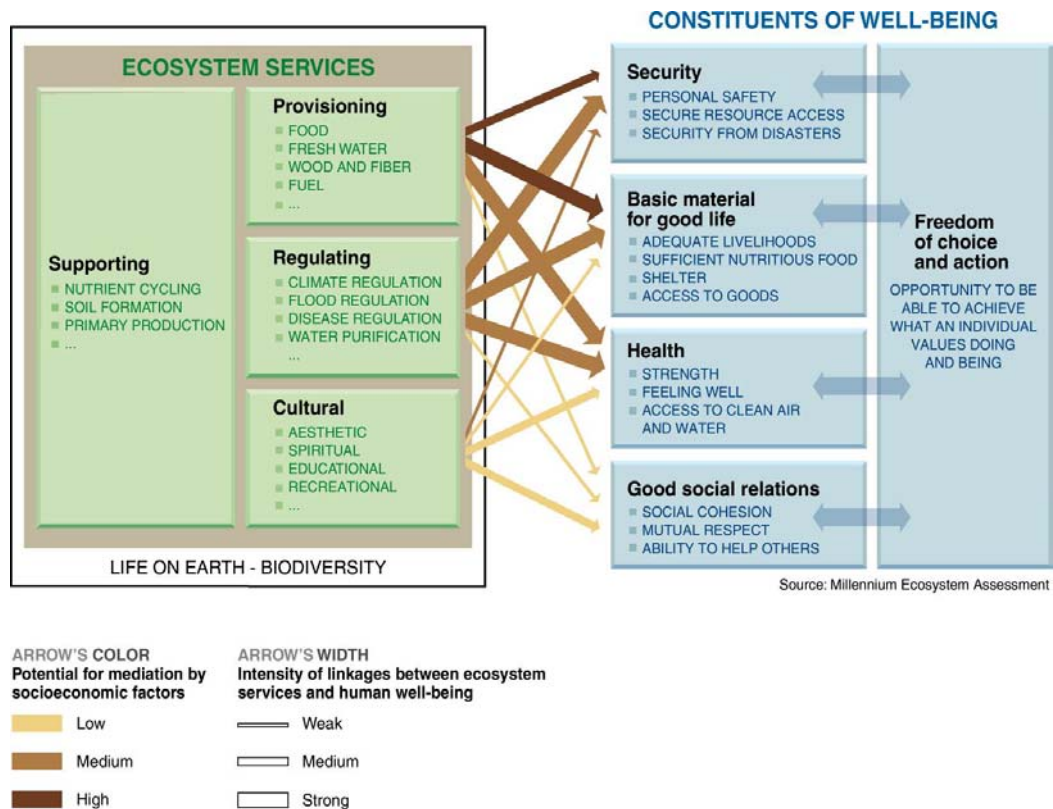 CONSTITUENTS OF WELL-BEING
ECOSYSTEM SERVICES
Supporting
NUTRIENT CYCLING
SOIL FORMATION
PRIMARY PRODUCTION
...
Provisioning
FOOD
FRESH WATER
WOOD AND FIBER
FUEL
...
Regulating
CLIMATE REGULATION
FLOOD REGULATION
DISEASE REGULATION
WATER PURIFICATION
...
Cultural
AESTHETIC
SPIRITUAL
EDUCATIONAL
RECREATIONAL
...
LIFE ON EARTH - BIODIVERSITY
Security
PERSONAL SAFETY
SECURE RESOURCE ACCESS
SECURITY FROM DISASTERS
Basic material
for good life
ADEQUATE LIVELIHOODS
SUFFICIENT NUTRITIOUS FOOD
SHELTER
ACCESS TO GOODS
Health
STRENGTH
FEELING WELL
ACCESS TO CLEAN AIR
AND WATER
Good social relations
SOCIAL COHESION
MUTUAL RESPECT
ABILITY TO HELP OTHERS
Freedom
of choice
and action
OPPORTUNITY TO BE
ABLE TO ACHIEVE
WHAT AN INDIVIDUAL
VALUES DOING
AND BEING
Source: Millennium Ecosystem Assessment
ARROW'S COLOR
Potential for mediation by
socioeconomic factors
Low
Medium
High
ARROW'S WIDTH
Intensity of linkages between ecosystem
services and human well-being
Weak
Medium
Strong